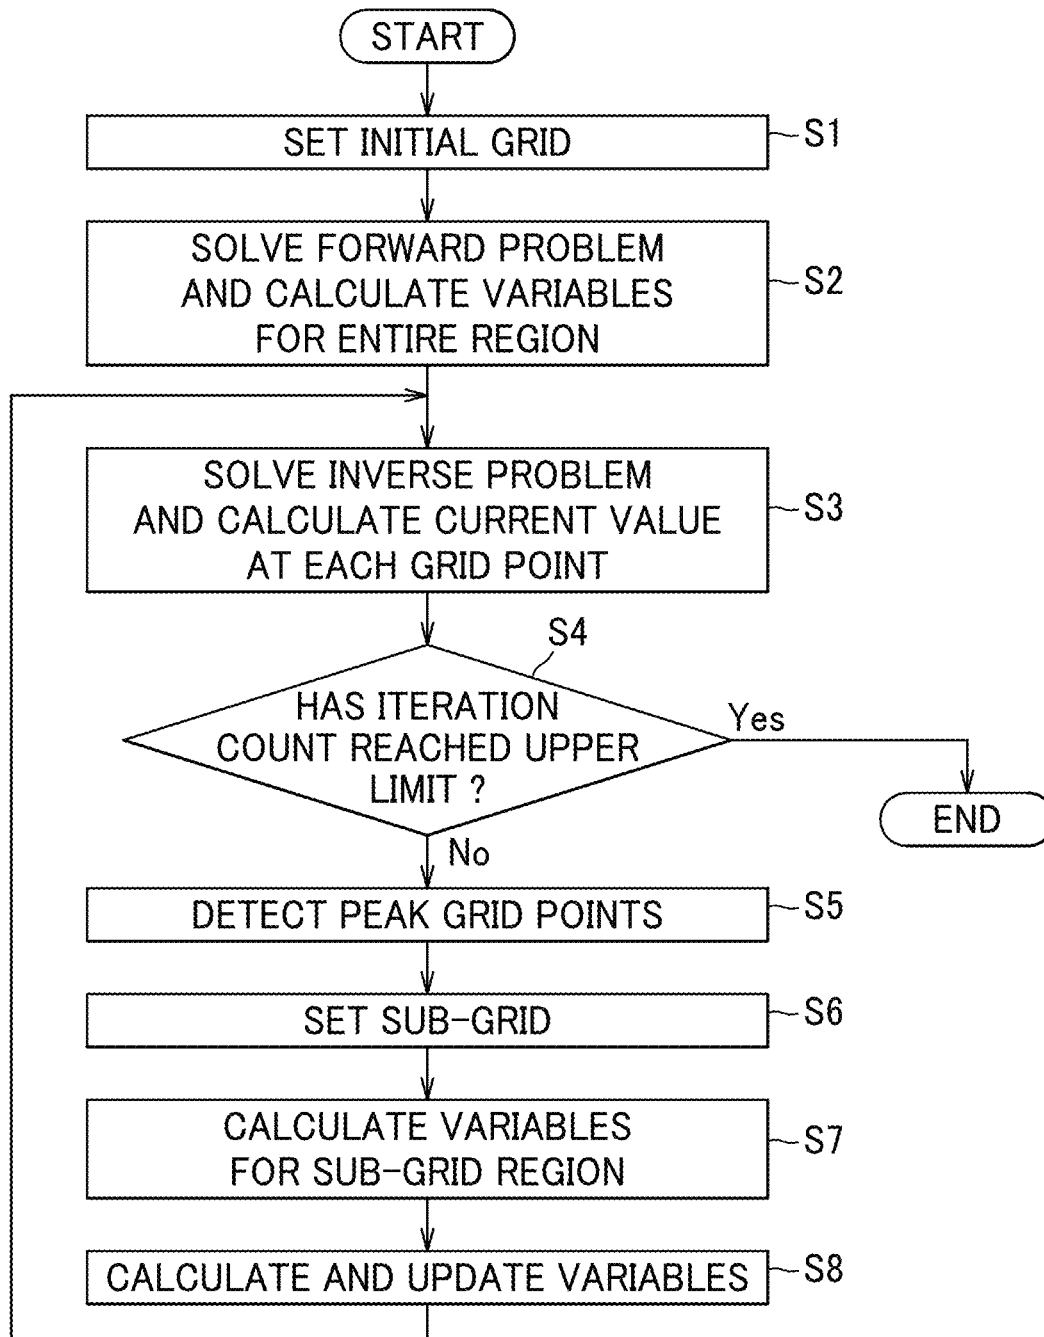 START
SET INITIAL GRID
S1
SOLVE FORWARD PROBLEM
AND CALCULATE VARIABLES
FOR ENTIRE REGION
S2
SOLVE INVERSE PROBLEM
AND CALCULATE CURRENT VALUE
AT EACH GRID POINT
S3
S4
HAS ITERATION
COUNT REACHED UPPER
LIMIT ?
Yes
END
No
DETECT PEAK GRID POINTS
S5
SET SUB-GRID
S6
CALCULATE VARIABLES
FOR SUB-GRID REGION
S7
CALCULATE AND UPDATE VARIABLES
S8